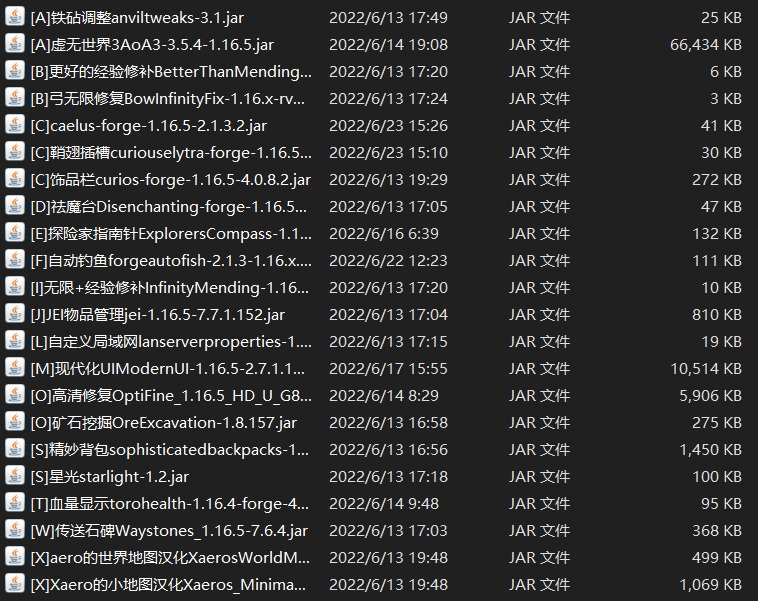 [A]铁砧调整anviltweaks-3.1.jar 2022/6/13 17:49 JAR 文件 25 KB
[A]虚无世界3AoA3-3.5.4-1.16.5.jar 2022/6/14 19:08 JAR 文件 66,434 KB
[B]更好的经验修补BetterThanMending... 2022/6/13 17:20 JAR 文件 6 KB
[B]弓无限修复BowInfinityFix-1.16.x-rv... 2022/6/13 17:24 JAR 文件 3 KB
[C]caelus-forge-1.16.5-2.1.3.2.jar 2022/6/23 15:26 JAR 文件 41 KB
[C]鞘翅插槽curiouselytra-forge-1.16.5... 2022/6/23 15:10 JAR 文件 30 KB
[C]饰品栏curios-forge-1.16.5-4.0.8.2.jar 2022/6/13 19:29 JAR 文件 272 KB
[D]祛魔台Disenchanting-forge-1.16.5... 2022/6/13 17:05 JAR 文件 47 KB
[E]探险家指南针ExplorersCompass-1.1... 2022/6/16 6:39 JAR 文件 132 KB
[F]自动钓鱼forgeautofish-2.1.3-1.16.x.... 2022/6/22 12:23 JAR 文件 111 KB
[I]无限+经验修补InfinityMending-1.16... 2022/6/13 17:20 JAR 文件 10 KB
[J]JEI物品管理jei-1.16.5-7.7.1.152.jar 2022/6/13 17:04 JAR 文件 810 KB
[L]自定义局域网lanserverproperties-1.... 2022/6/13 17:15 JAR 文件 19 KB
[M]现代化UIModernUI-1.16.5-2.7.1.1... 2022/6/17 15:55 JAR 文件 10,514 KB
[O]高清修复OptiFine_1.16.5_HD_U_G8... 2022/6/14 8:29 JAR 文件 5,906 KB
[O]矿石挖掘OreExcavation-1.8.157.jar 2022/6/13 16:58 JAR 文件 275 KB
[S]精妙背包sophisticatedbackpacks-1... 2022/6/13 16:56 JAR 文件 1,450 KB
[S]星光starlight-1.2.jar 2022/6/13 17:18 JAR 文件 100 KB
[T]血量显示torohealth-1.16.4-forge-4... 2022/6/14 9:48 JAR 文件 95 KB
[W]传送石碑Waystones_1.16.5-7.6.4.jar 2022/6/13 17:03 JAR 文件 368 KB
[X]aero的世界地图汉化XaerosWorldM... 2022/6/13 19:48 JAR 文件 499 KB
[X]Xaero的小地图汉化Xaeros_Minima... 2022/6/13 19:48 JAR 文件 1,069 KB